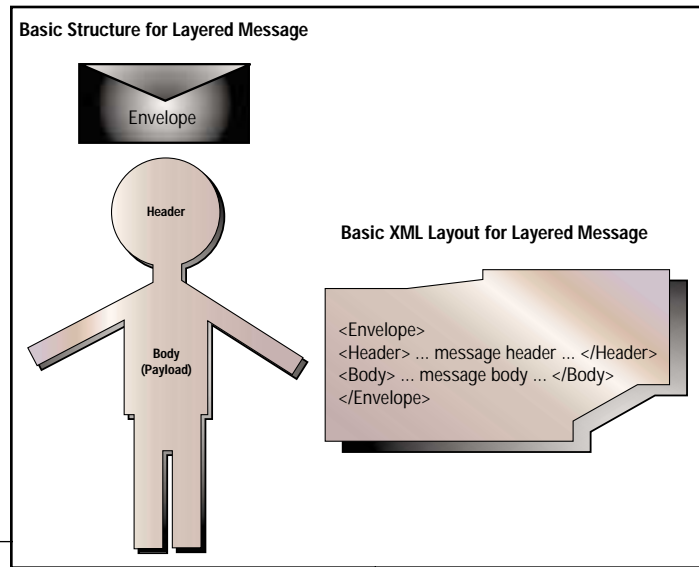 Basic Structure for Layered Message
Envelope
Header
Body
(Payload)
Basic XML Layout for Layered Message
<Envelope>
<Header> ... message header ... </Header>
<Body> ... message body ... </Body>
</Envelope>